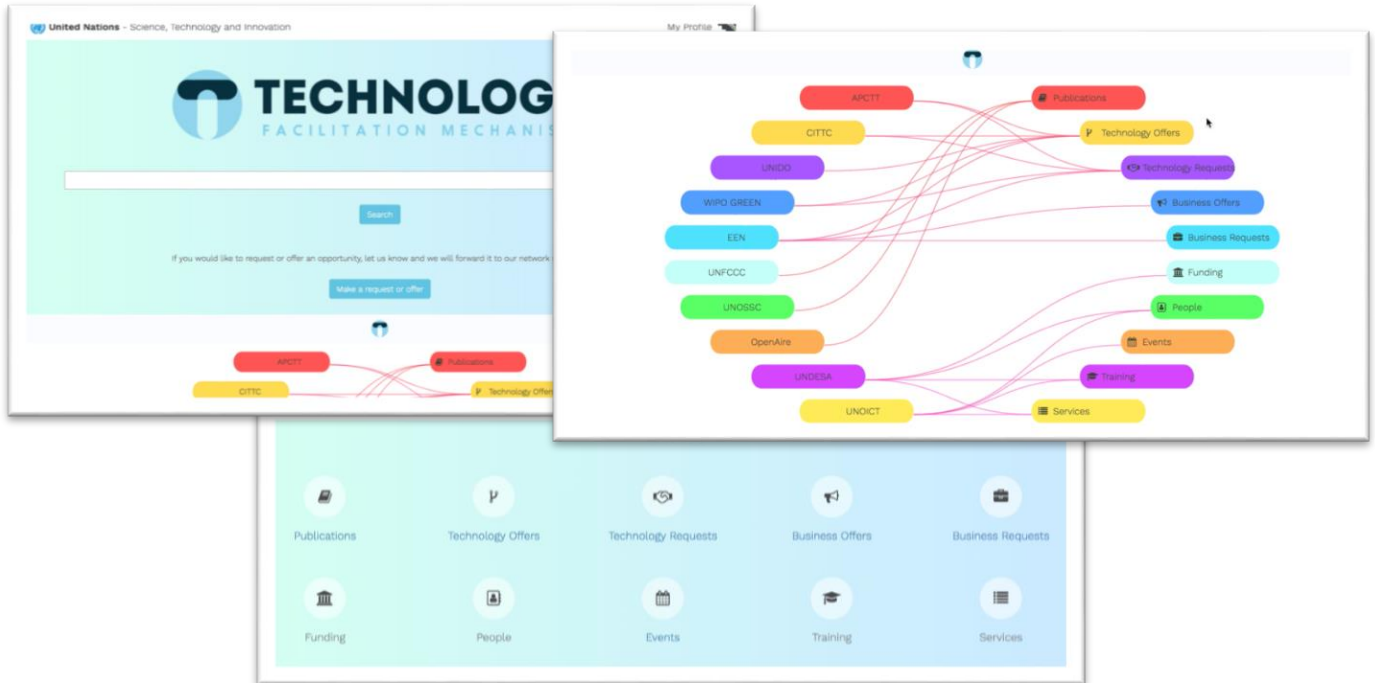 United Nations - Science, Technology and Innovation
My Profile
TECHNOLOG
FACILITATION MECHANIS
Search
If you would like to request or offer an opportunity, let us know and we will forward it to our network
Make a request or offer
APCTT
Publications
CITTC
Technology Offers
APCTT
Publications
CITTC
Technology Offers
UNIDO
Technology Requests
WIPO GREEN
Business Offers
EEN
Business Requests
UNFCCC
Funding
UNOSSC
People
OpenAire
Events
UNDESA
Training
UNOICT
Services
Publications
Technology Offers
Technology Requests
Business Offers
Business Requests
Funding
People
Events
Training
Services